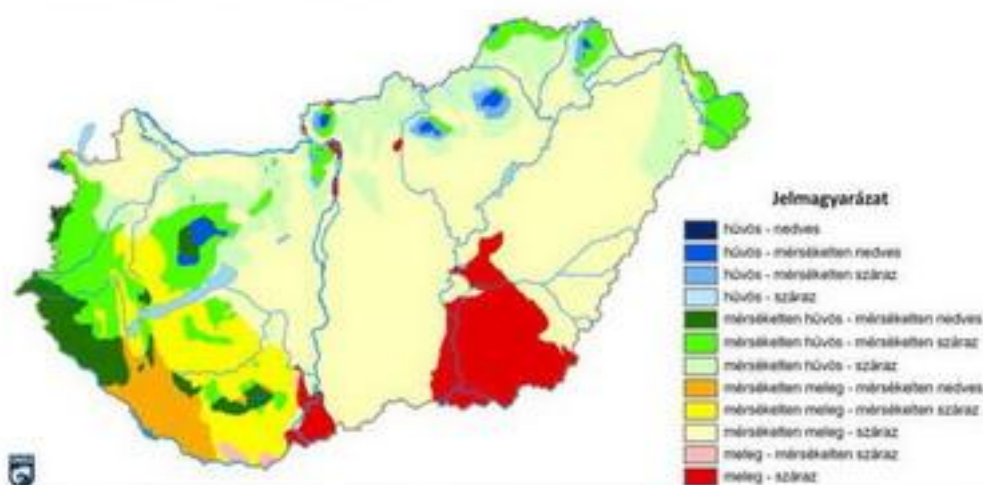 Jelmagyarázat
hűvös - nedves
hűvös - mérsékelten nedves
hűvös - mérsékelten száraz
hűvös - száraz
mérsékelten hűvös - mérsékelten nedves
mérsékelten hűvös - mérsékelten száraz
mérsékelten hűvös - száraz
mérsékelten meleg - mérsékelten nedves
mérsékelten meleg - mérsékelten száraz
mérsékelten meleg - száraz
meleg - mérsékelten száraz
meleg - száraz